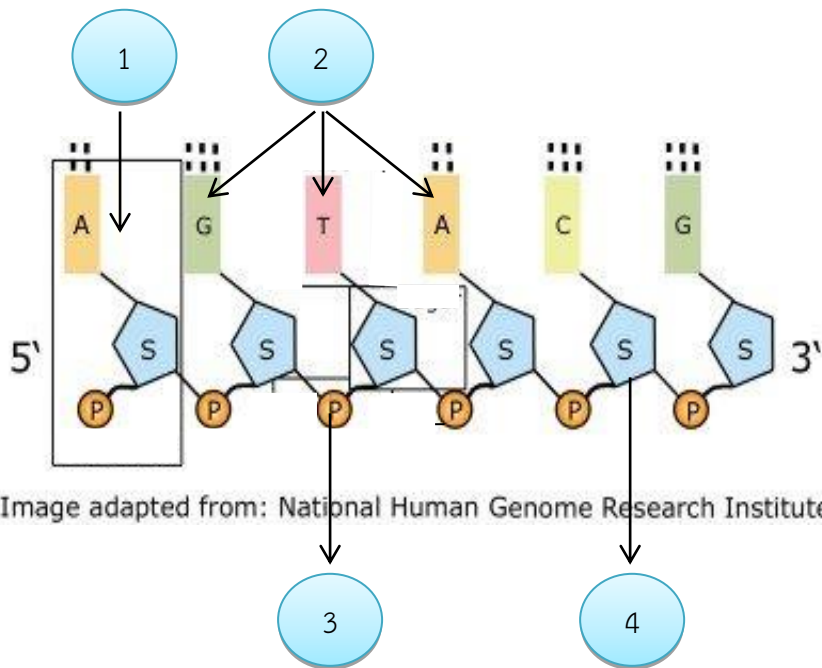 1 2
A G T A C G
5' S S S S S S 3'
P P P P P P
Image adapted from: National Human Genome Research Institute
3 4